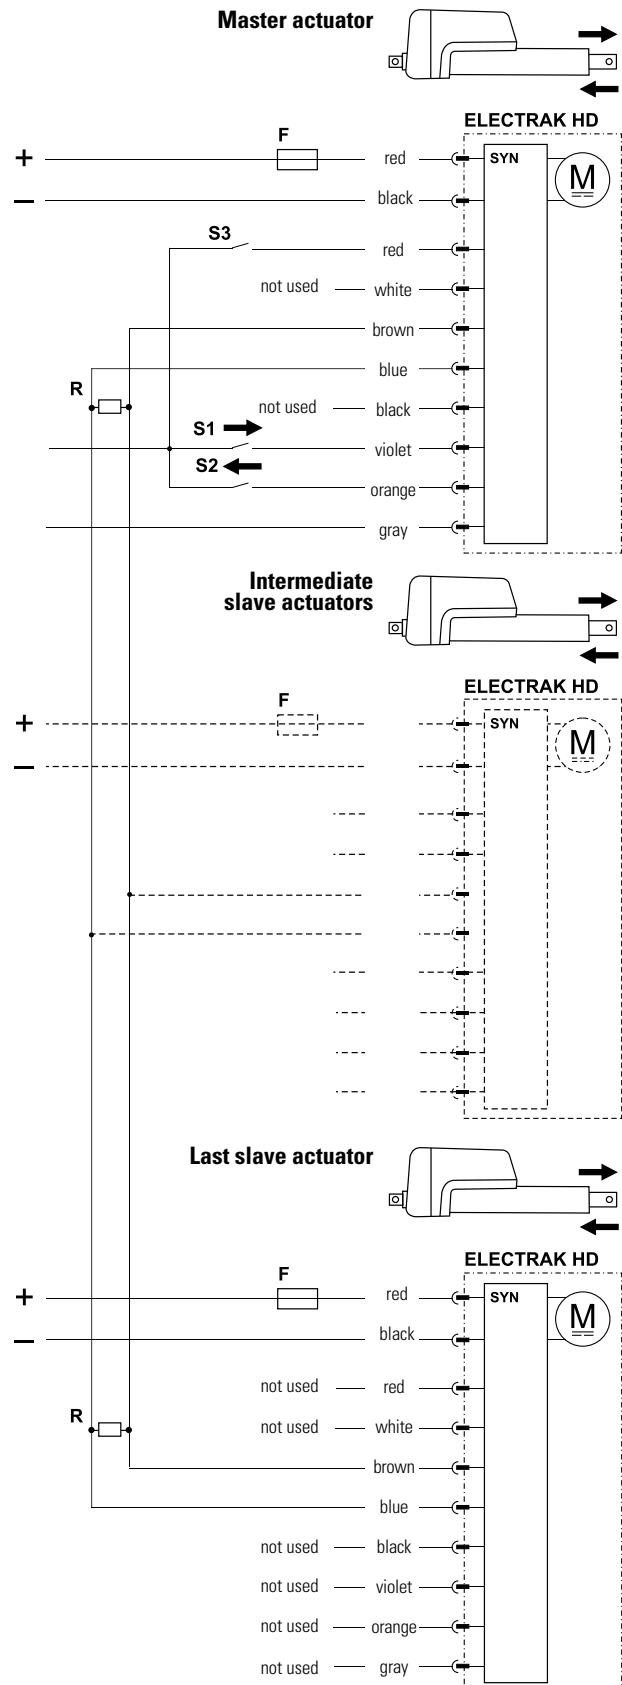 Master actuator
ELECTRAK HD
F
+ red SYN M
− black
S3 red
not used white
brown
blue
R
not used black
S1 violet
S2 orange
gray
Intermediate
slave actuators
ELECTRAK HD
F
+ SYN M
−
Last slave actuator
ELECTRAK HD
F
+ red SYN M
− black
not used red
R not used white
brown
blue
not used black
not used violet
not used orange
not used gray